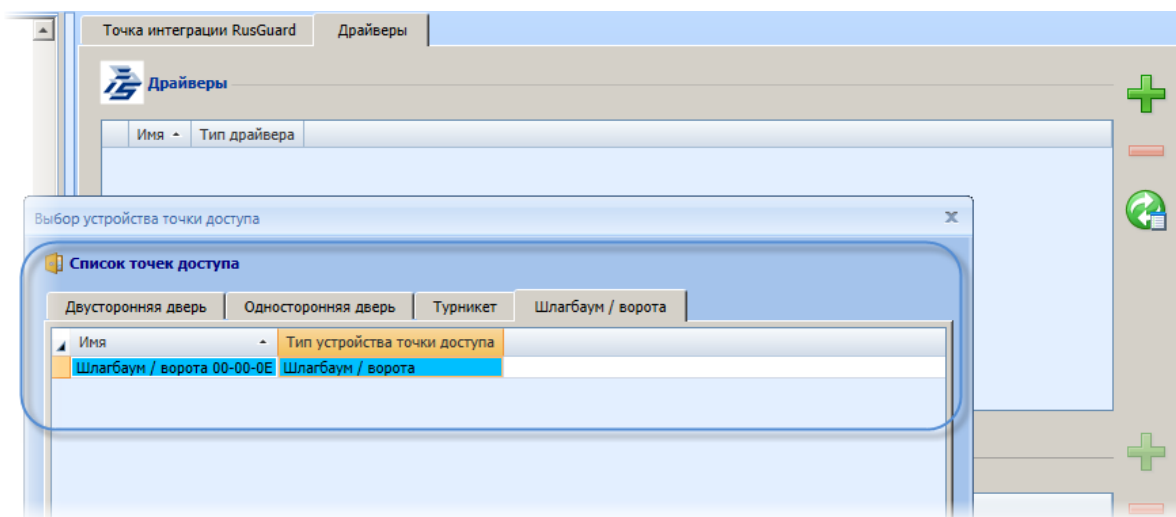 Точка интеграции RusGuard Драйверы
Драйверы
Имя Тип драйвера
Выбор устройства точки доступа
Список точек доступа
Двусторонняя дверь Односторонняя дверь Турникет Шлагбаум / ворота
Имя Тип устройства точки доступа
Шлагбаум / ворота 00-00-0E Шлагбаум / ворота